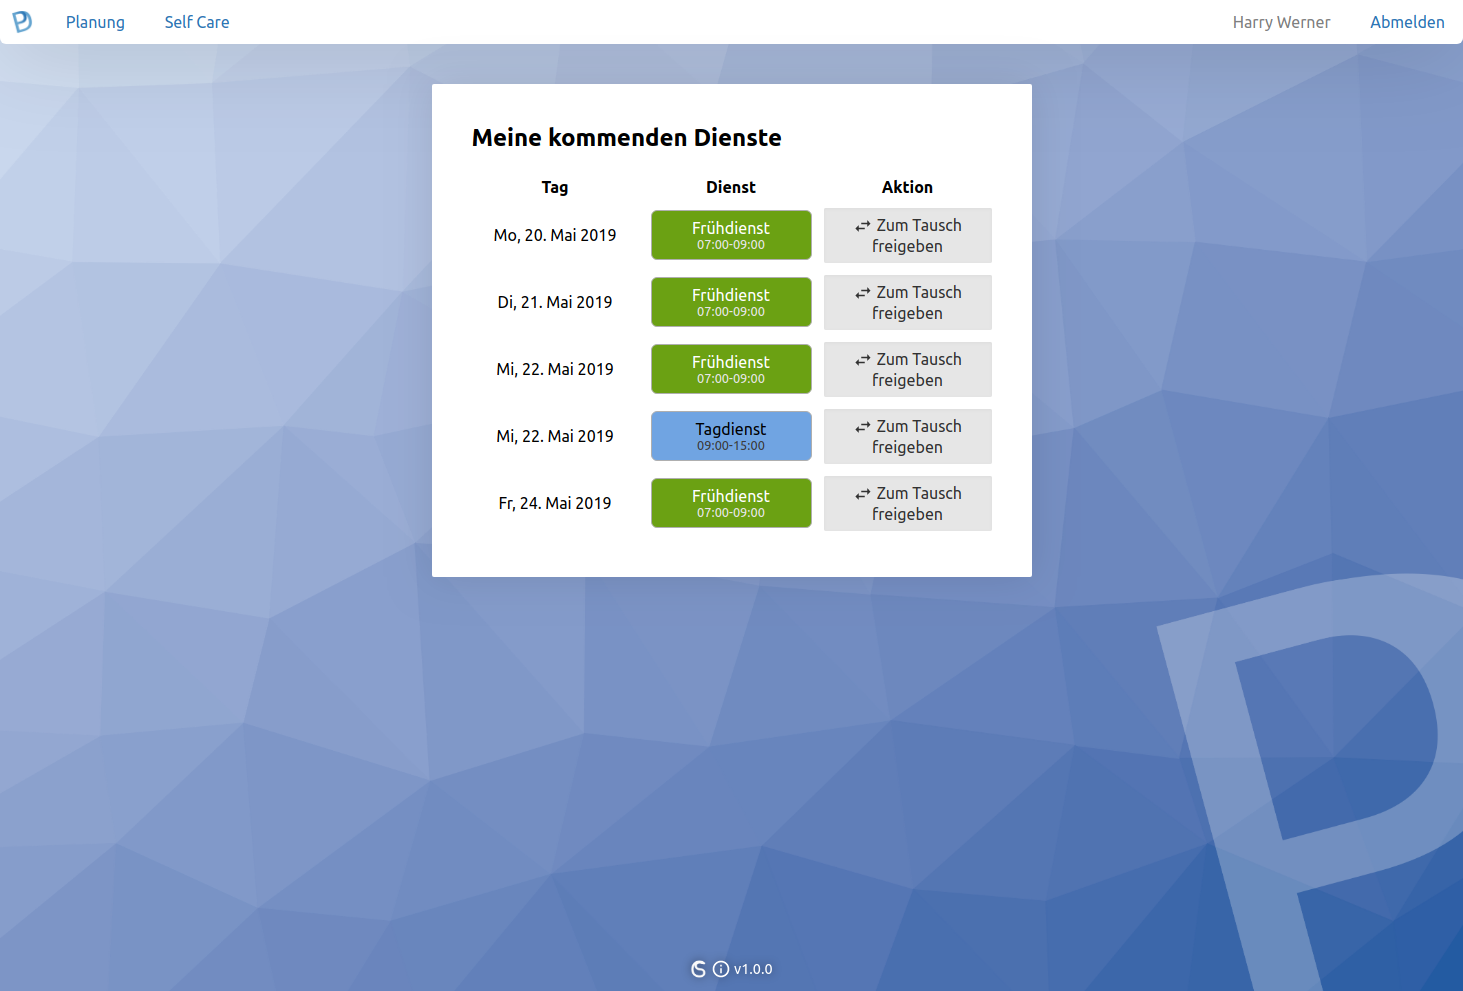 Planung Self Care Harry Werner Abmelden
Meine kommenden Dienste
Tag Dienst Aktion
Mo, 20. Mai 2019 Frühdienst 07:00-09:00 Zum Tausch freigeben
Di, 21. Mai 2019 Frühdienst 07:00-09:00 Zum Tausch freigeben
Mi, 22. Mai 2019 Frühdienst 07:00-09:00 Zum Tausch freigeben
Mi, 22. Mai 2019 Tagdienst 09:00-15:00 Zum Tausch freigeben
Fr, 24. Mai 2019 Frühdienst 07:00-09:00 Zum Tausch freigeben
v1.0.0